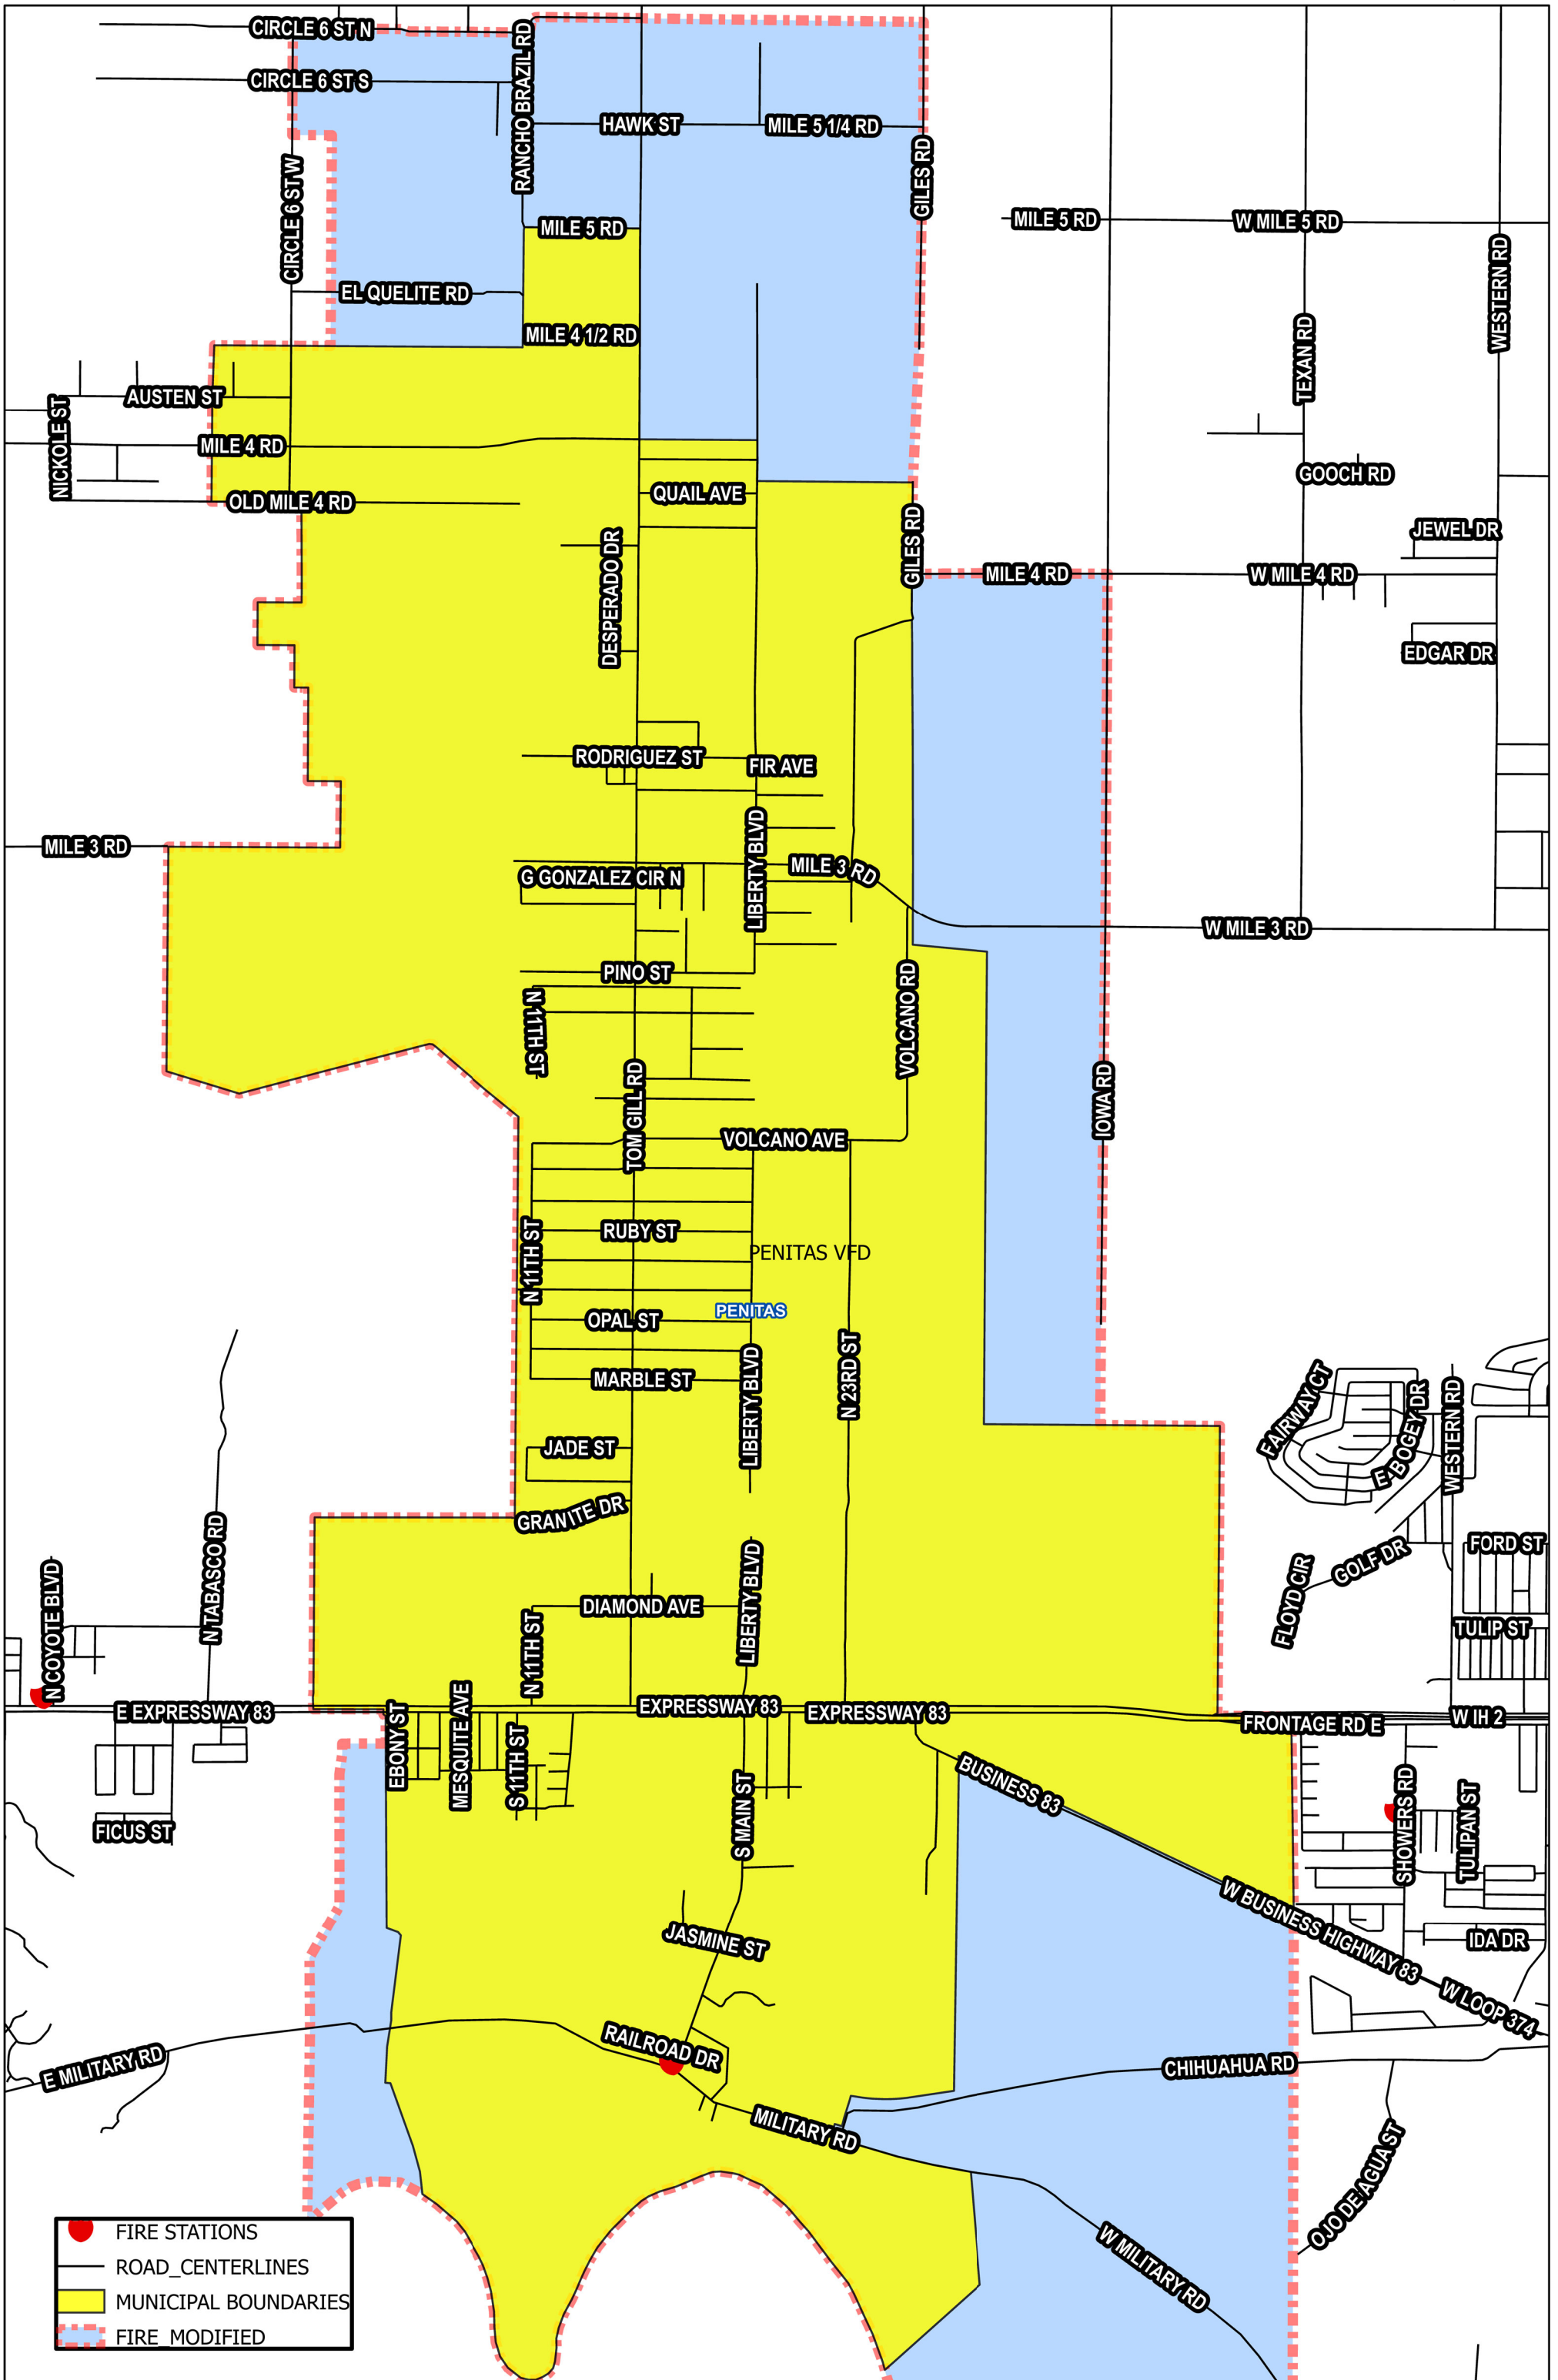 CIRCLE 6 ST N
RANCHO BRAZIL RD
CIRCLE 6 ST S
HAWK ST
MILE 5 1/4 RD
GILES RD
CIRCLE 6 ST W
MILE 5 RD
MILE 5 RD
W MILE 5 RD
WESTERN RD
EL QUELITE RD
MILE 4 1/2 RD
TEXAN RD
AUSTEN ST
NICKOLE ST
MILE 4 RD
GOOCH RD
OLD MILE 4 RD
QUAIL AVE
JEWEL DR
DESPERADO DR
GILES RD
MILE 4 RD
W MILE 4 RD
EDGAR DR
RODRIGUEZ ST
FIR AVE
MILE 3 RD
LIBERTY BLVD
MILE 3 RD
G GONZALEZ CIR N
W MILE 3 RD
PINO ST
N 11TH ST
VOLCANO RD
TOM GILL RD
IOWA RD
VOLCANO AVE
RUBY ST
N 11TH ST
PENITAS VFD
PENITAS
OPAL ST
MARBLE ST
LIBERTY BLVD
N 23RD ST
FAIRWAY CT
E BOGEY DR
WESTERN RD
JADE ST
GRANITE DR
N TABASCO RD
N COYOTE BLVD
FORD ST
GOLF DR
FLOYD CIR
LIBERTY BLVD
DIAMOND AVE
N 11TH ST
TULIP ST
E EXPRESSWAY 83
EBONY ST
MESQUITE AVE
S 11TH ST
EXPRESSWAY 83
EXPRESSWAY 83
FRONTAGE RD E
W IH 2
BUSINESS 83
S MAIN ST
SHOWERS RD
TULIPAN ST
FICUS ST
W BUSINESS HIGHWAY 83
IDA DR
JASMINE ST
W LOOP 374
RAILROAD DR
E MILITARY RD
CHIHUAHUA RD
MILITARY RD
OJO DE AGUA ST
W MILITARY RD
FIRE STATIONS
ROAD_CENTERLINES
MUNICIPAL BOUNDARIES
FIRE_MODIFIED